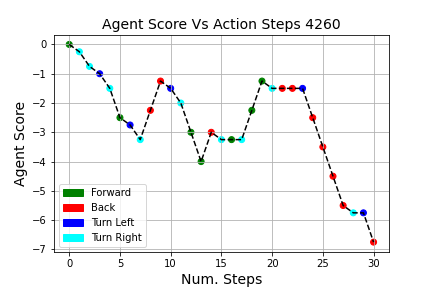 Agent Score Vs Action Steps 4260
Agent Score
0
−1
−2
−3
−4
−5
−6
−7
Forward
Back
Turn Left
Turn Right
0 5 10 15 20 25 30
Num. Steps